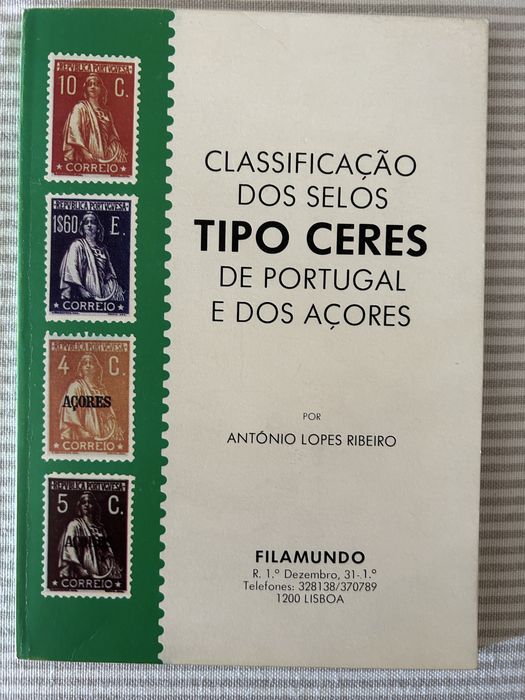 REPUBLICA PORTUGUESA
10 C.
CORREIO
REPUBLICA PORTUGUESA
1$60 E.
CORREIO
REPUBLICA PORTUGUESA
4 C.
AÇORES
CORREIO
REPUBLICA PORTUGUESA
5 C.
CORREIO
CLASSIFICAÇÃO
DOS SELOS
TIPO CERES
DE PORTUGAL
E DOS AÇORES
POR
ANTÓNIO LOPES RIBEIRO
FILAMUNDO
R. 1.º Dezembro, 31-.1.º
Telefones: 328138/370789
1200 LISBOA